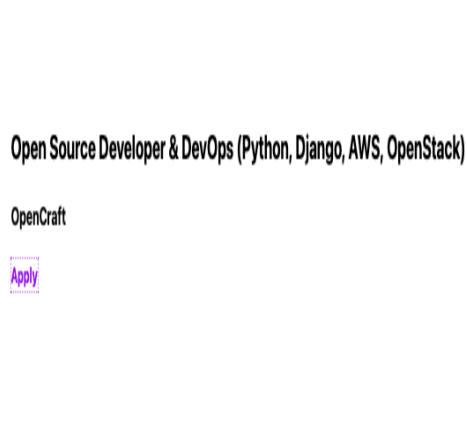 Open Source Developer & DevOps (Python, Django, AWS, OpenStack)
OpenCraft
Apply